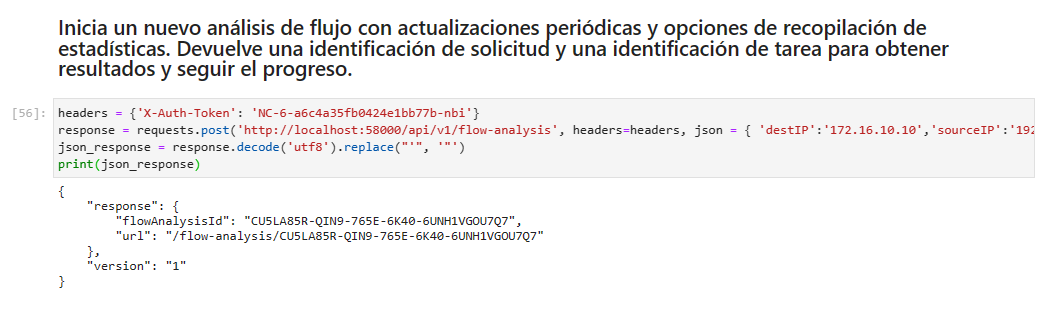 Inicia un nuevo análisis de flujo con actualizaciones periódicas y opciones de recopilación de
estadísticas. Devuelve una identificación de solicitud y una identificación de tarea para obtener
resultados y seguir el progreso.
[56]: headers = {'X-Auth-Token': 'NC-6-a6c4a35fb0424e1bb77b-nbi'}
response = requests.post('http://localhost:58000/api/v1/flow-analysis', headers=headers, json = { 'destIP':'172.16.10.10','sourceIP':'192
json_response = response.decode('utf8').replace("'", '"')
print(json_response)
{
    "response": {
        "flowAnalysisId": "CU5LA85R-QIN9-765E-6K40-6UNH1VGOU7Q7",
        "url": "/flow-analysis/CU5LA85R-QIN9-765E-6K40-6UNH1VGOU7Q7"
    },
    "version": "1"
}